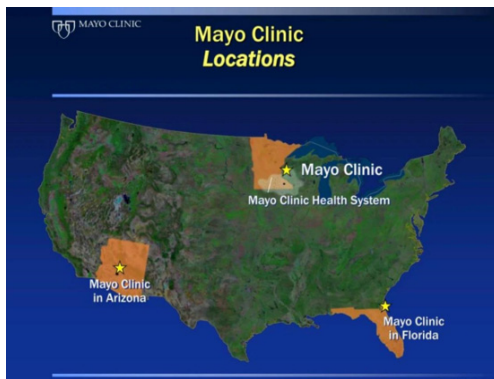 MAYO CLINIC
Mayo Clinic
Locations
Mayo Clinic
Mayo Clinic Health System
Mayo Clinic
in Arizona
Mayo Clinic
in Florida